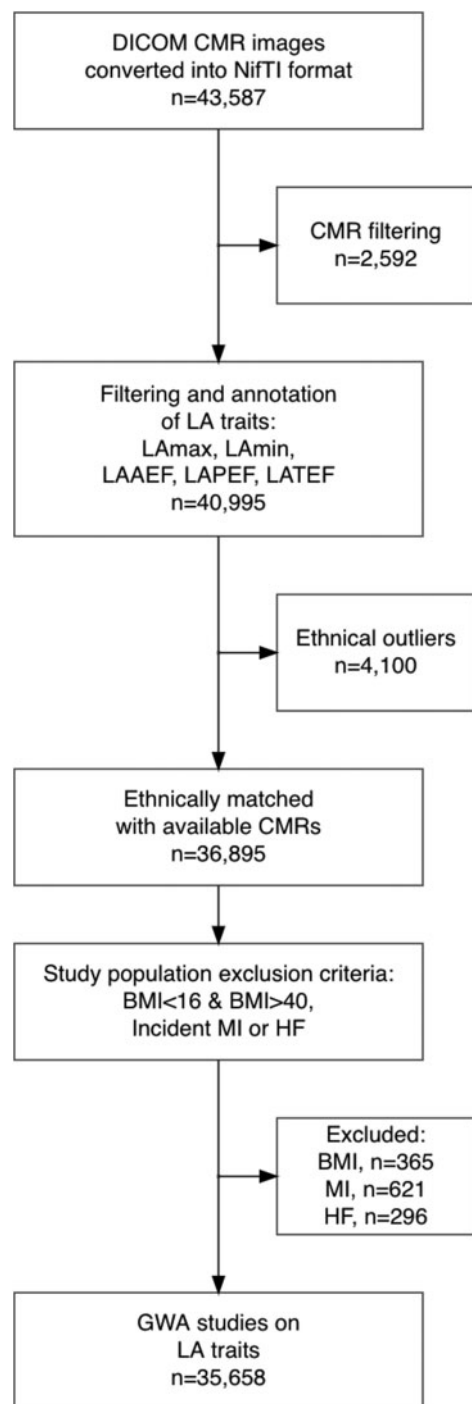 DICOM CMR images
converted into NifTI format
n=43,587
CMR filtering
n=2,592
Filtering and annotation
of LA traits:
LAmax, LAmin,
LAAEF, LAPEF, LATEF
n=40,995
Ethnical outliers
n=4,100
Ethnically matched
with available CMRs
n=36,895
Study population exclusion criteria:
BMI<16 & BMI>40,
Incident MI or HF
Excluded:
BMI, n=365
MI, n=621
HF, n=296
GWA studies on
LA traits
n=35,658